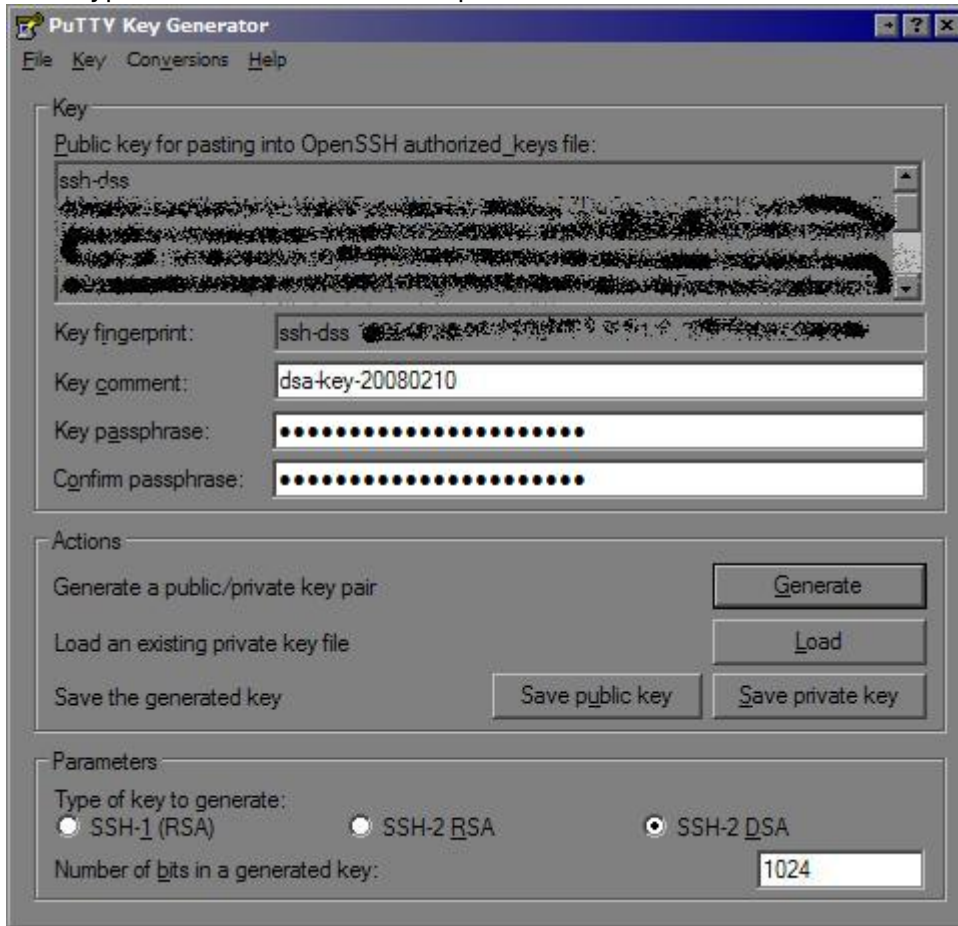 PuTTY Key Generator
File Key Conversions Help
Key
Public key for pasting into OpenSSH authorized_keys file:
ssh-dss
Key fingerprint: ssh-dss
Key comment: dsa-key-20080210
Key passphrase: ●●●●●●●●●●●●●●●●●●●●●●
Confirm passphrase: ●●●●●●●●●●●●●●●●●●●●●●
Actions
Generate a public/private key pair Generate
Load an existing private key file Load
Save the generated key Save public key Save private key
Parameters
Type of key to generate:
SSH-1 (RSA) SSH-2 RSA SSH-2 DSA
Number of bits in a generated key: 1024